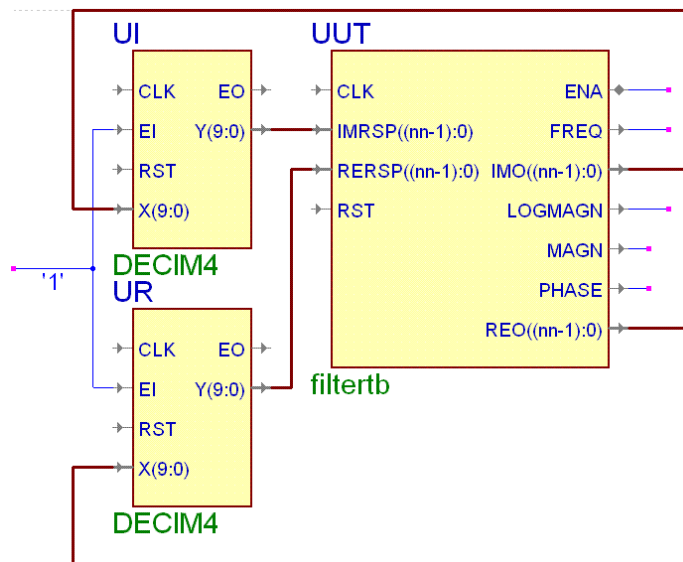 UI
CLK EO
EI Y(9:0)
RST
X(9:0)
DECIM4
UUT
CLK ENA
IMRSP((nn-1):0) FREQ
RERSP((nn-1):0) IMO((nn-1):0)
RST LOGMAGN
MAGN
PHASE
REO((nn-1):0)
filtertb
'1'
UR
CLK EO
EI Y(9:0)
RST
X(9:0)
DECIM4